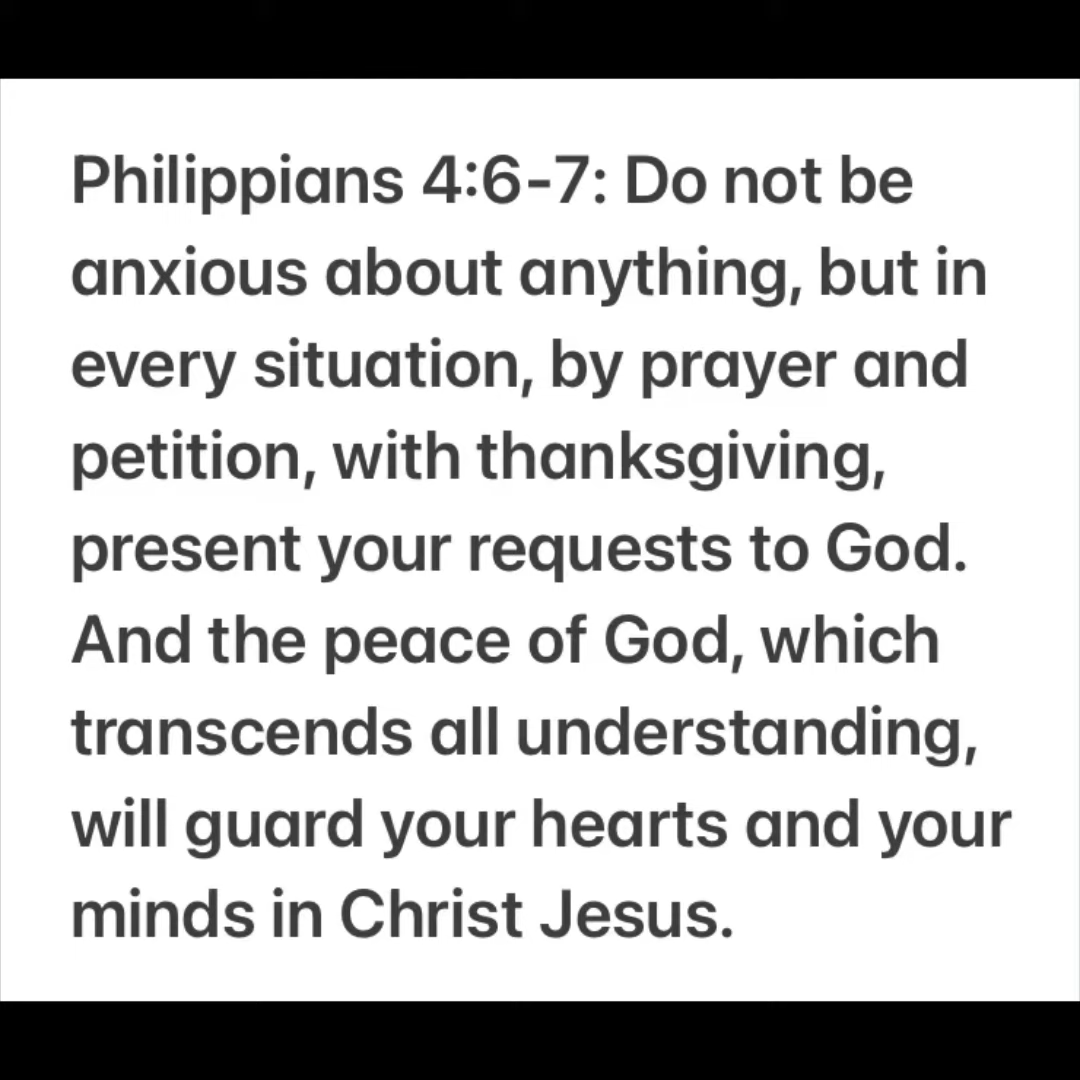 Philippians 4:6-7: Do not be
anxious about anything, but in
every situation, by prayer and
petition, with thanksgiving,
present your requests to God.
And the peace of God, which
transcends all understanding,
will guard your hearts and your
minds in Christ Jesus.